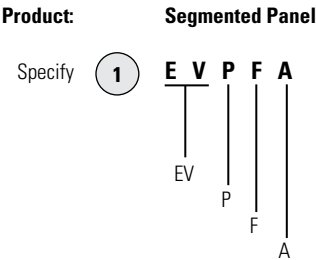 Product: Segmented Panel
Specify 1 E V P F A
EV
P
F
A